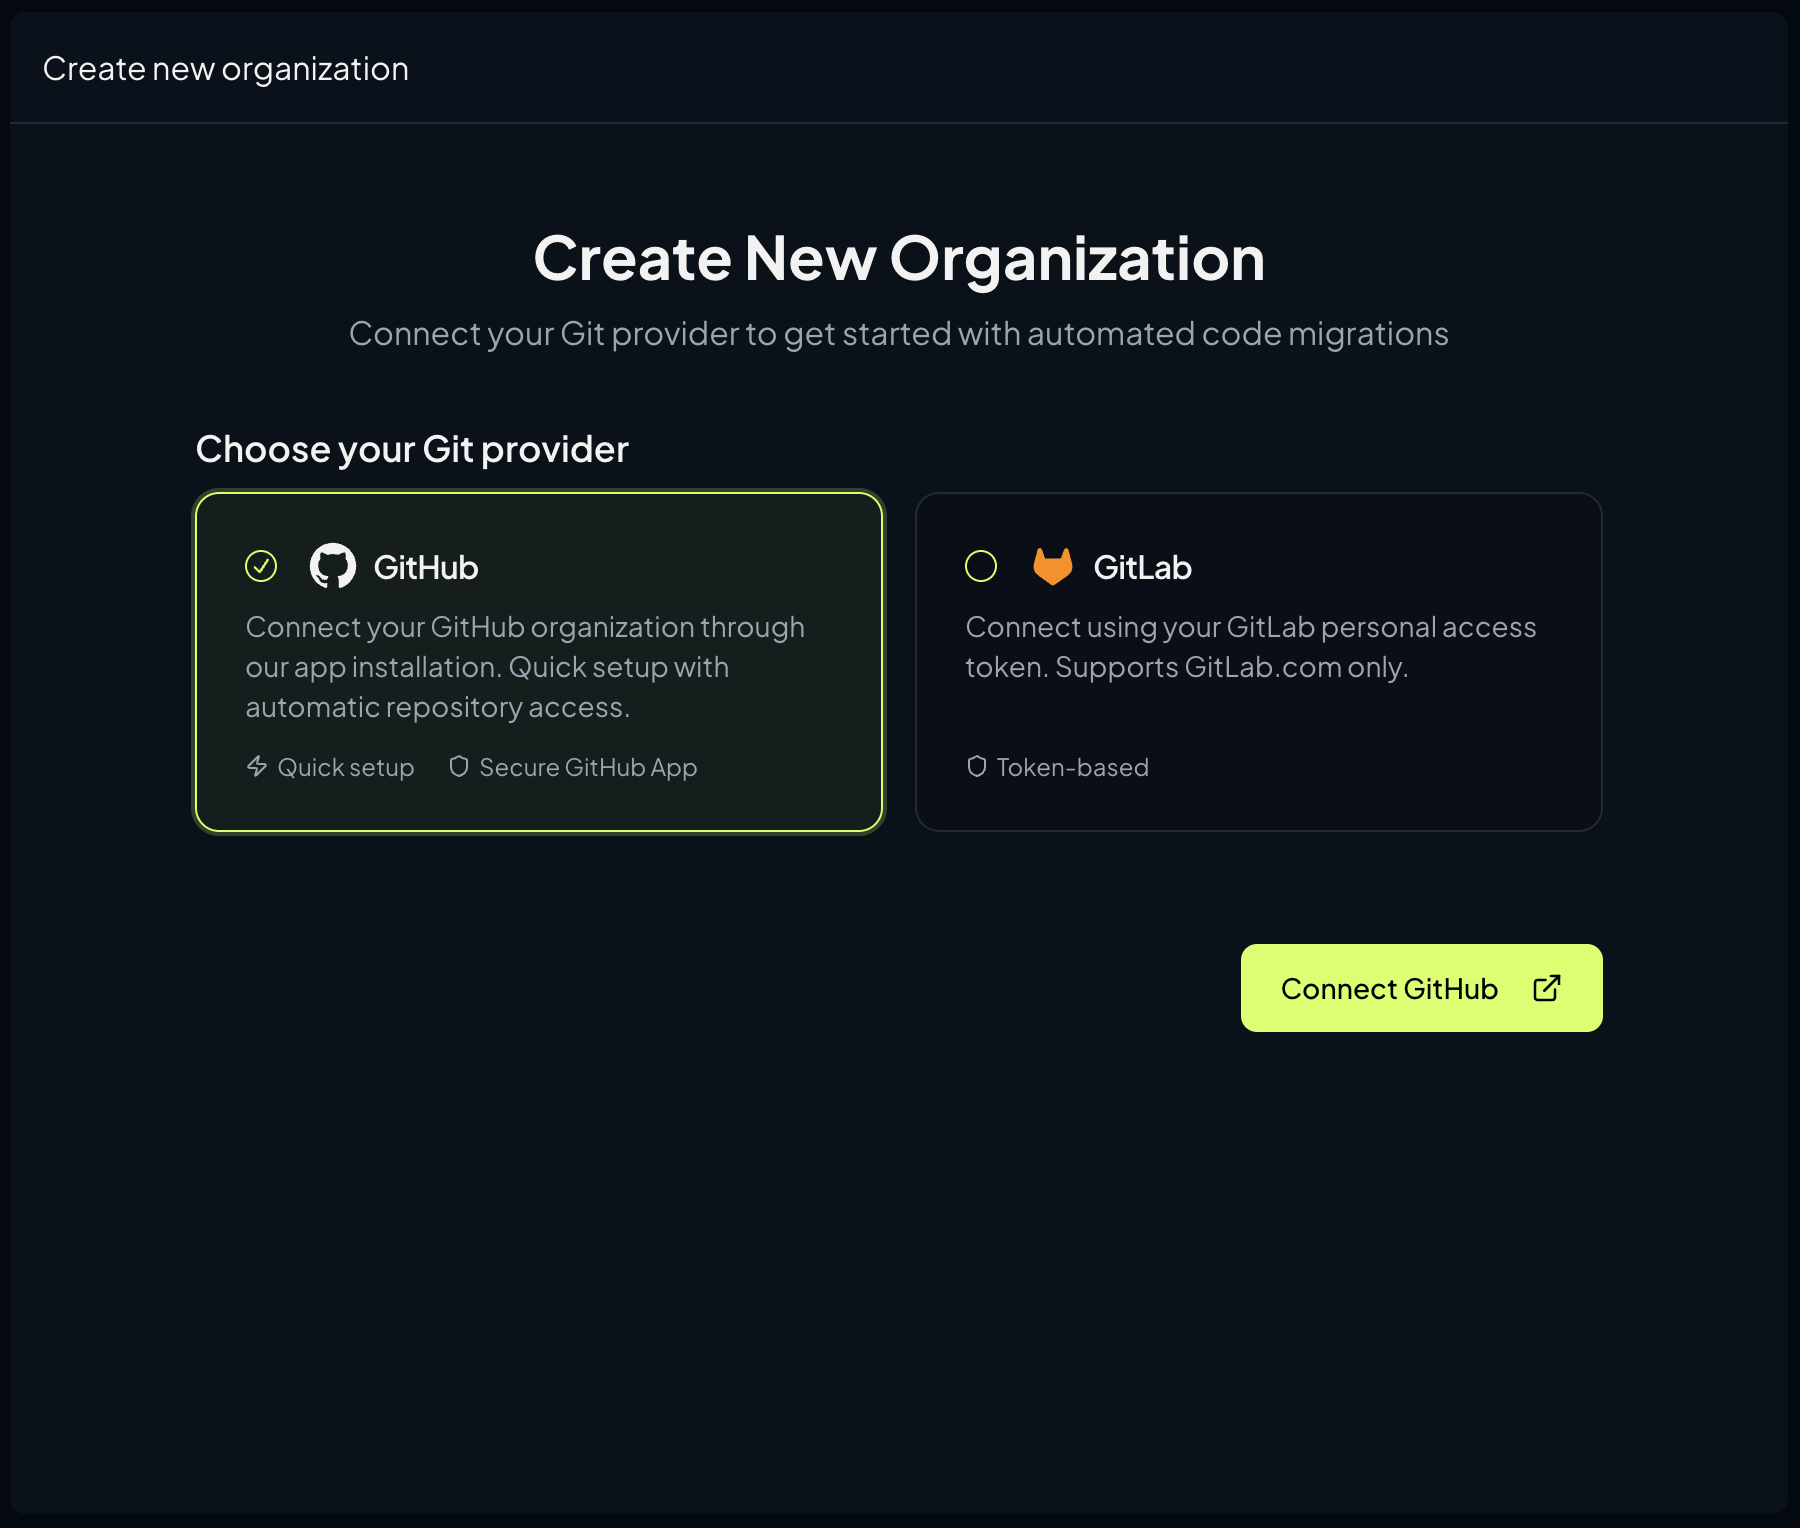 Create new organization
Create New Organization
Connect your Git provider to get started with automated code migrations
Choose your Git provider
GitHub
Connect your GitHub organization through
our app installation. Quick setup with
automatic repository access.
Quick setup
Secure GitHub App
GitLab
Connect using your GitLab personal access
token. Supports GitLab.com only.
Token-based
Connect GitHub